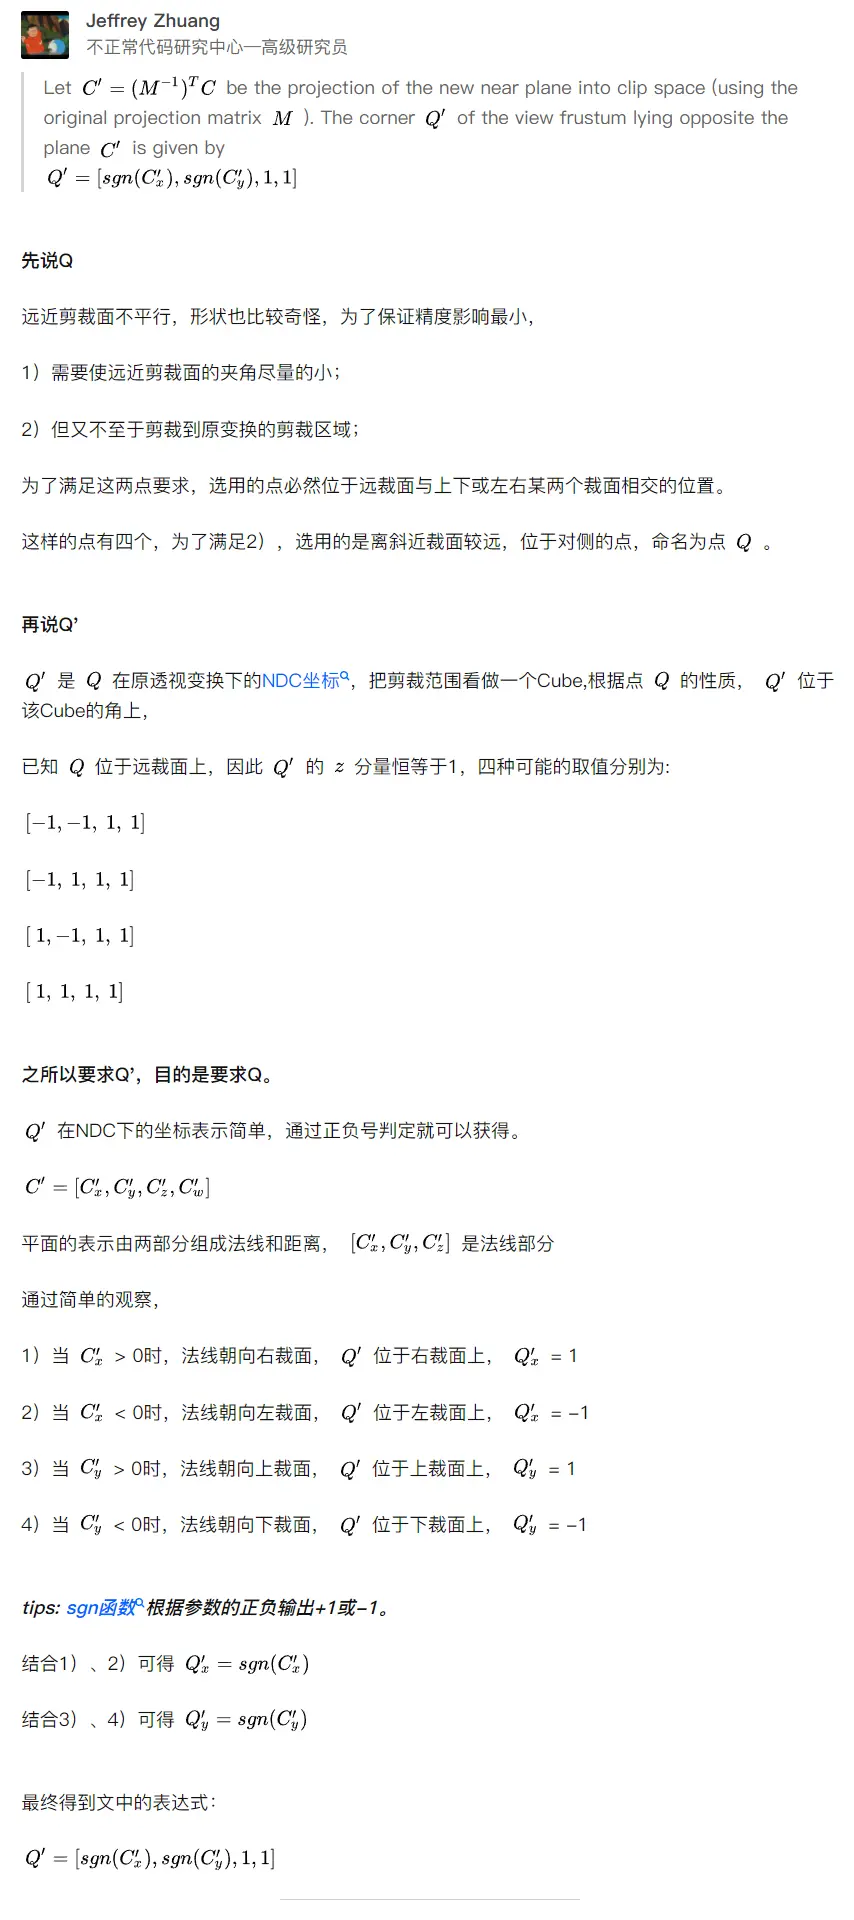 Jeffrey Zhuang
不正常代码研究中心—高级研究员
Let C′ = (M⁻¹)ᵀC be the projection of the new near plane into clip space (using the
original projection matrix M ). The corner Q′ of the view frustum lying opposite the
plane C′ is given by
Q′ = [sgn(C′ₓ), sgn(C′y), 1, 1]
先说Q
远近剪裁面不平行，形状也比较奇怪，为了保证精度影响最小，
1）需要使远近剪裁面的夹角尽量的小；
2）但又不至于剪裁到原变换的剪裁区域；
为了满足这两点要求，选用的点必然位于远裁面与上下或左右某两个裁面相交的位置。
这样的点有四个，为了满足2），选用的是离斜近裁面较远，位于对侧的点，命名为点 Q 。
再说Q’
Q′ 是 Q 在原透视变换下的NDC坐标，把剪裁范围看做一个Cube,根据点 Q 的性质， Q′ 位于
该Cube的角上，
已知 Q 位于远裁面上，因此 Q′ 的 z 分量恒等于1，四种可能的取值分别为:
[−1, −1, 1, 1]
[−1, 1, 1, 1]
[ 1, −1, 1, 1]
[ 1, 1, 1, 1]
之所以要求Q’，目的是要求Q。
Q′ 在NDC下的坐标表示简单，通过正负号判定就可以获得。
C′ = [C′ₓ, C′y, C′z, C′w]
平面的表示由两部分组成法线和距离， [C′ₓ, C′y, C′z] 是法线部分
通过简单的观察，
1）当 C′ₓ > 0时，法线朝向右裁面， Q′ 位于右裁面上， Q′ₓ = 1
2）当 C′ₓ < 0时，法线朝向左裁面， Q′ 位于左裁面上， Q′ₓ = −1
3）当 C′y > 0时，法线朝向上裁面， Q′ 位于上裁面上， Q′y = 1
4）当 C′y < 0时，法线朝向下裁面， Q′ 位于下裁面上， Q′y = −1
tips: sgn函数根据参数的正负输出+1或−1。
结合1）、2）可得 Q′ₓ = sgn(C′ₓ)
结合3）、4）可得 Q′y = sgn(C′y)
最终得到文中的表达式：
Q′ = [sgn(C′ₓ), sgn(C′y), 1, 1]